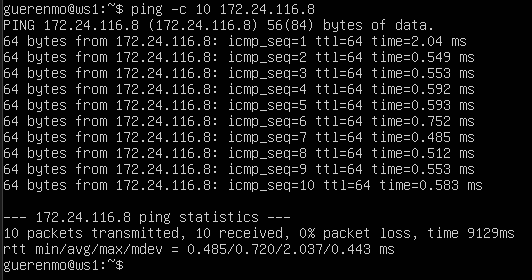 guerenmo@ws1:~$ ping -c 10 172.24.116.8
PING 172.24.116.8 (172.24.116.8) 56(84) bytes of data.
64 bytes from 172.24.116.8: icmp_seq=1 ttl=64 time=2.04 ms
64 bytes from 172.24.116.8: icmp_seq=2 ttl=64 time=0.549 ms
64 bytes from 172.24.116.8: icmp_seq=3 ttl=64 time=0.553 ms
64 bytes from 172.24.116.8: icmp_seq=4 ttl=64 time=0.592 ms
64 bytes from 172.24.116.8: icmp_seq=5 ttl=64 time=0.593 ms
64 bytes from 172.24.116.8: icmp_seq=6 ttl=64 time=0.752 ms
64 bytes from 172.24.116.8: icmp_seq=7 ttl=64 time=0.485 ms
64 bytes from 172.24.116.8: icmp_seq=8 ttl=64 time=0.512 ms
64 bytes from 172.24.116.8: icmp_seq=9 ttl=64 time=0.553 ms
64 bytes from 172.24.116.8: icmp_seq=10 ttl=64 time=0.583 ms

--- 172.24.116.8 ping statistics ---
10 packets transmitted, 10 received, 0% packet loss, time 9129ms
rtt min/avg/max/mdev = 0.485/0.720/2.037/0.443 ms
guerenmo@ws1:~$